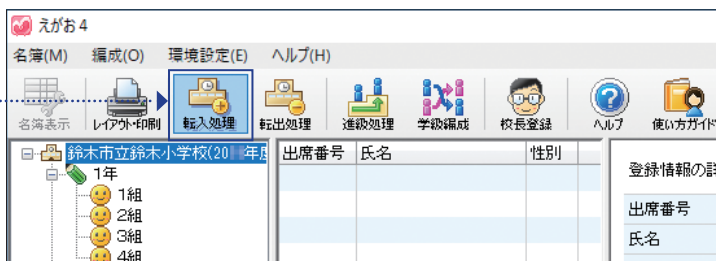 えがお4
名簿(M) 編成(O) 環境設定(E) ヘルプ(H)
名簿表示 レイアウト・印刷 転入処理 転出処理 進級処理 学級編成 校長登録 ヘルプ 使い方ガイド
鈴木市立鈴木小学校(20 年度 出席番号 氏名 性別
1年 登録情報の詳
1組
2組 出席番号
3組 氏名
4組